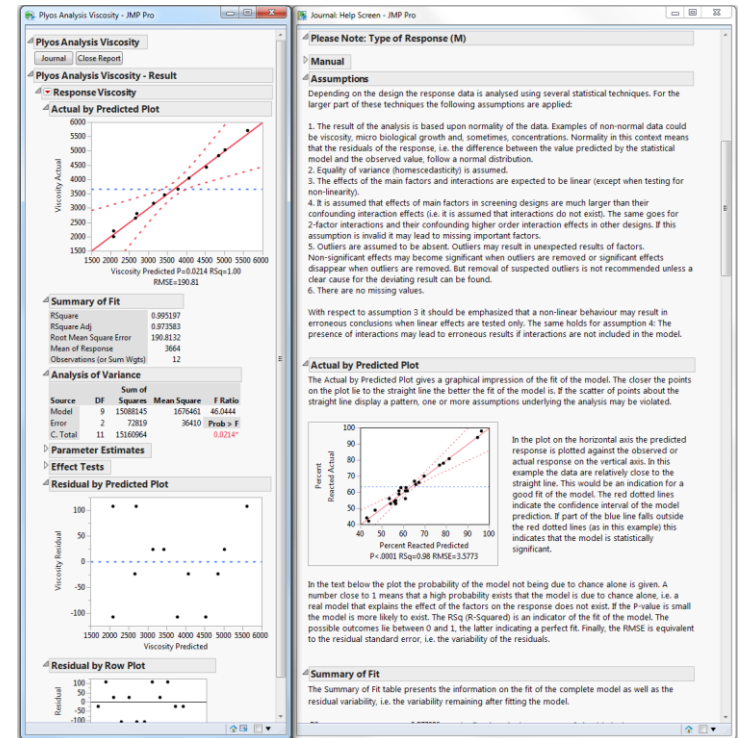 Plyos Analysis Viscosity - JMP Pro
Plyos Analysis Viscosity
Journal Close Report
Plyos Analysis Viscosity - Result
Response Viscosity
Actual by Predicted Plot
6000
5500
5000
4500
4000
3500
3000
2500
2000
1500
Viscosity Actual
1500 2000 2500 3000 3500 4000 4500 5000 5500 6000
Viscosity Predicted P=0.0214 RSq=1.00
RMSE=190.81
Summary of Fit
RSquare 0.995197
RSquare Adj 0.973583
Root Mean Square Error 190.8132
Mean of Response 3664
Observations (or Sum Wgts) 12
Analysis of Variance
Sum of
Source DF Squares Mean Square F Ratio
Model 9 15088145 1676461 46.0444
Error 2 72819 36410 Prob > F
C. Total 11 15160964 0.0214*
Parameter Estimates
Effect Tests
Residual by Predicted Plot
100
50
0
-50
-100
Viscosity Residual
1500 2000 2500 3000 3500 4000 4500 5000 5500 6000
Viscosity Predicted
Residual by Row Plot
100
50
0
-50
-100
Residual
Journal: Help Screen - JMP Pro
Please Note: Type of Response (M)
Manual
Assumptions
Depending on the design the response data is analysed using several statistical techniques. For the
larger part of these techniques the following assumptions are applied:
1. The result of the analysis is based upon normality of the data. Examples of non-normal data could
be viscosity, micro biological growth and, sometimes, concentrations. Normality in this context means
that the residuals of the response, i.e. the difference between the value predicted by the statistical
model and the observed value, follow a normal distribution.
2. Equality of variance (homescedasticity) is assumed.
3. The effects of the main factors and interactions are expected to be linear (except when testing for
non-linearity).
4. It is assumed that effects of main factors in screening designs are much larger than their
confounding interaction effects (i.e. it is assumed that interactions do not exist). The same goes for
2-factor interactions and their confounding higher order interaction effects in other designs. If this
assumption is invalid it may lead to missing important factors.
5. Outliers are assumed to be absent. Outliers may result in unexpected results of factors.
Non-significant effects may become significant when outliers are removed or significant effects
disappear when outliers are removed. But removal of suspected outliers is not recommended unless a
clear cause for the deviating result can be found.
6. There are no missing values.
With respect to assumption 3 it should be emphasized that a non-linear behaviour may result in
erroneous conclusions when linear effects are tested only. The same holds for assumption 4: The
presence of interactions may lead to erroneous results if interactions are not included in the model.
Actual by Predicted Plot
The Actual by Predicted Plot gives a graphical impression of the fit of the model. The closer the points
on the plot lie to the straight line the better the fit of the model is. If the scatter of points about the
straight line display a pattern, one or more assumptions underlying the analysis may be violated.
100
90
80
70
60
50
40
Percent
Reacted Actual
40 50 60 70 80 90 100
Percent Reacted Predicted
P<.0001 RSq=0.98 RMSE=3.5773
In the plot on the horizontal axis the predicted
response is plotted against the observed or
actual response on the vertical axis. In this
example the data are relatively close to the
straight line. This would be an indication for a
good fit of the model. The red dotted lines
indicate the confidence interval of the model
prediction. If part of the blue line falls outside
the red dotted lines (as in this example) this
indicates that the model is statistically
significant.
In the text below the plot the probability of the model not being due to chance alone is given. A
number close to 1 means that a high probability exists that the model is due to chance alone, i.e. a
real model that explains the effect of the factors on the response does not exist. If the P-value is small
the model is more likely to exist. The RSq (R-Squared) is an indicator of the fit of the model. The
possible outcomes lie between 0 and 1, the latter indicating a perfect fit. Finally, the RMSE is equivalent
to the residual standard error, i.e. the variability of the residuals.
Summary of Fit
The Summary of Fit table presents the information on the fit of the complete model as well as the
residual variability, i.e. the variability remaining after fitting the model.